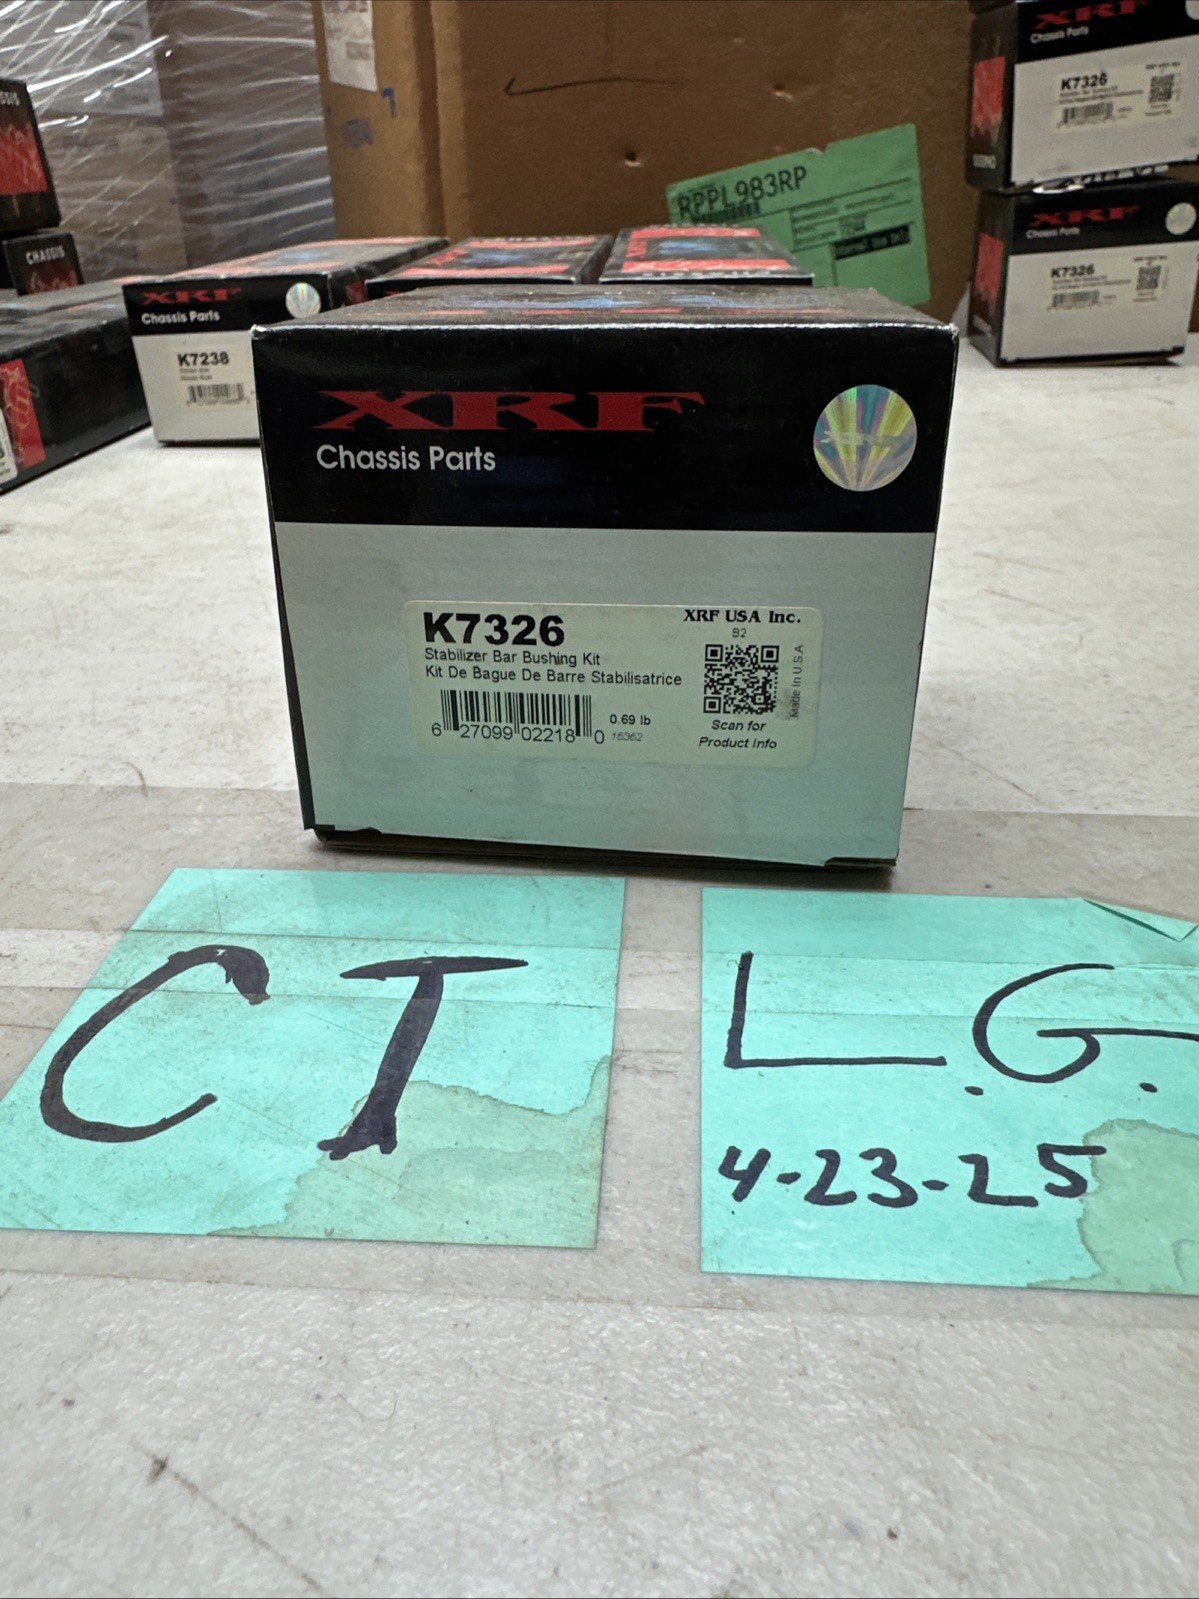 XRF
Chassis Parts
K7326
RPPL983RP
XRF
Chassis Parts
K7326
CHASSIS
XRF
Chassis Parts
K7238
XRF
Chassis Parts
K7326
Stabilizer Bar Bushing Kit
Kit De Bague De Barre Stabilisatrice
6 27099 02218 0
0.69 lb
16362
XRF USA Inc.
B2
Made In U.S.A
Scan for
Product Info
CT
L.G.
4-23-25